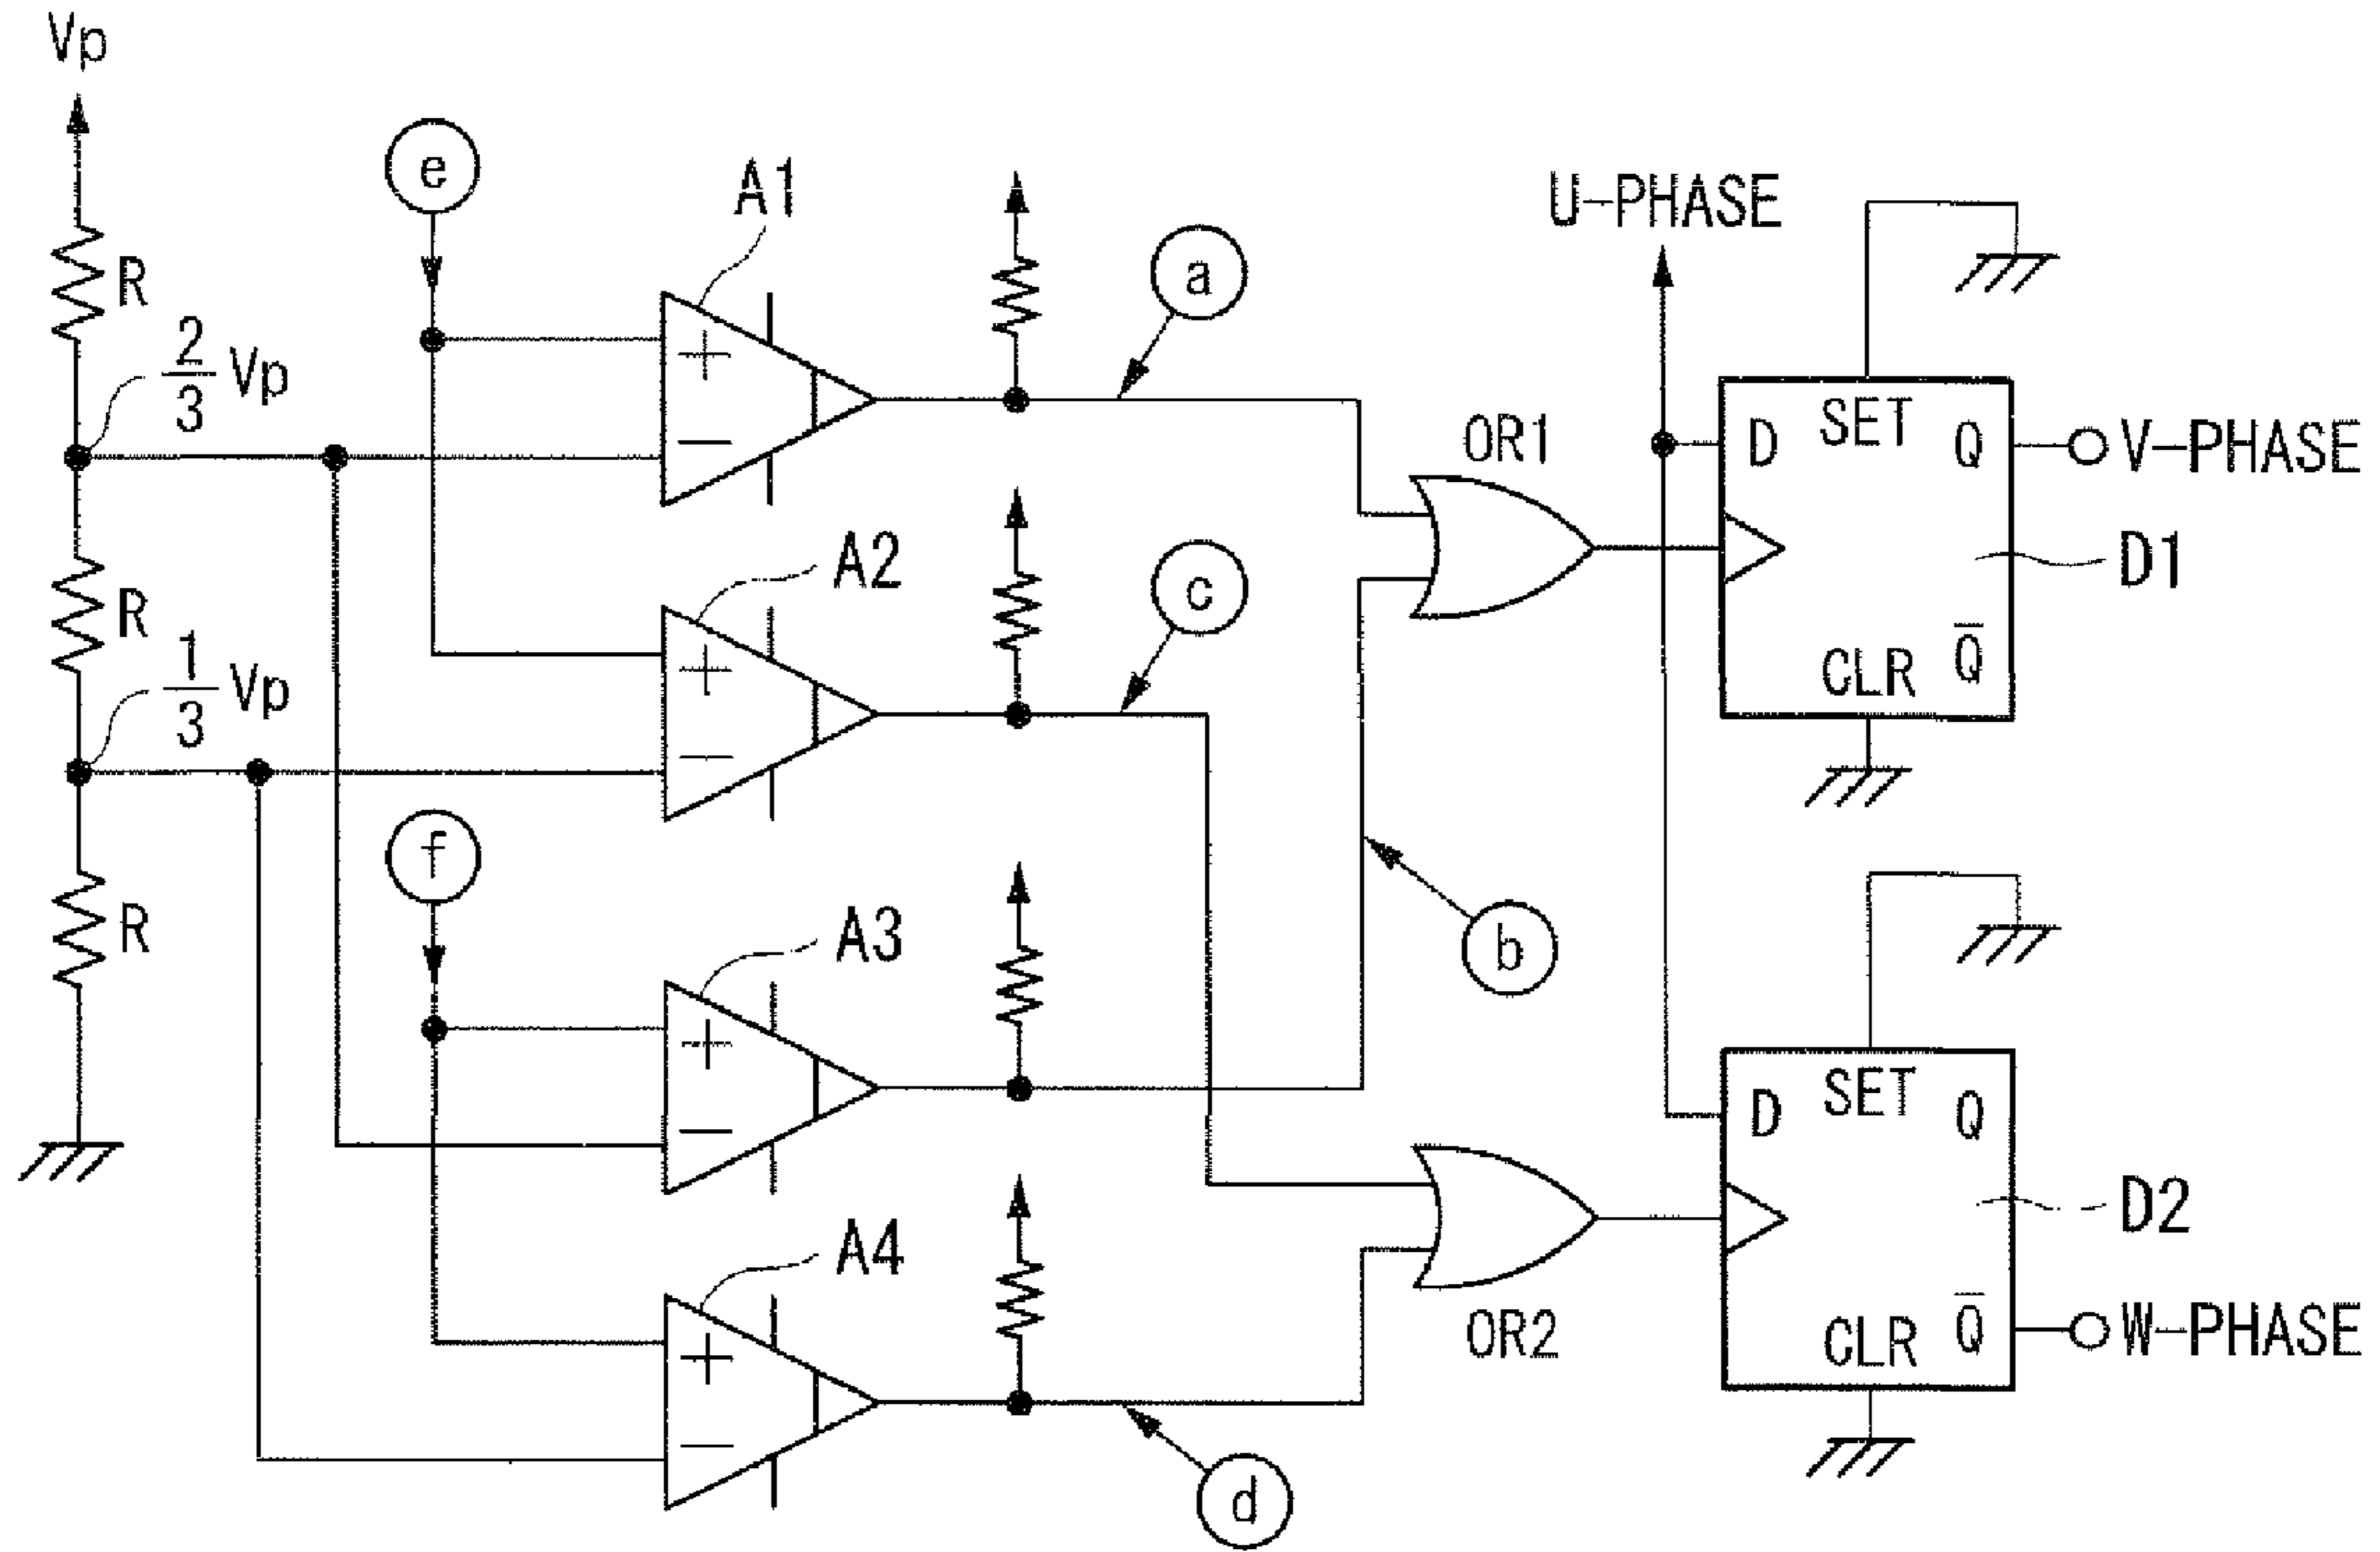 Vp
e
A1
U-PHASE
a
R
2/3 Vp
+
−
OR1
D
SET
Q
V-PHASE
A2
c
D1
R
1/3 Vp
+
−
CLR
Q̅
f
A3
b
R
+
−
D
SET
Q
D2
A4
OR2
CLR
Q̅
W-PHASE
+
−
d